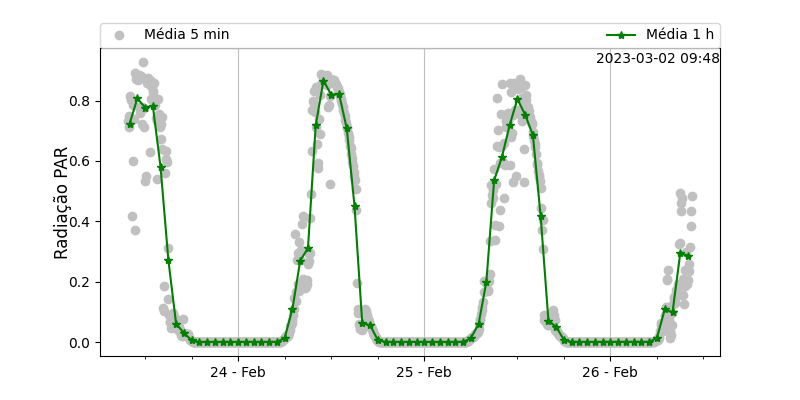 Média 5 min
Média 1 h
2023-03-02 09:48
Radiação PAR
0.8
0.6
0.4
0.2
0.0
24 - Feb
25 - Feb
26 - Feb